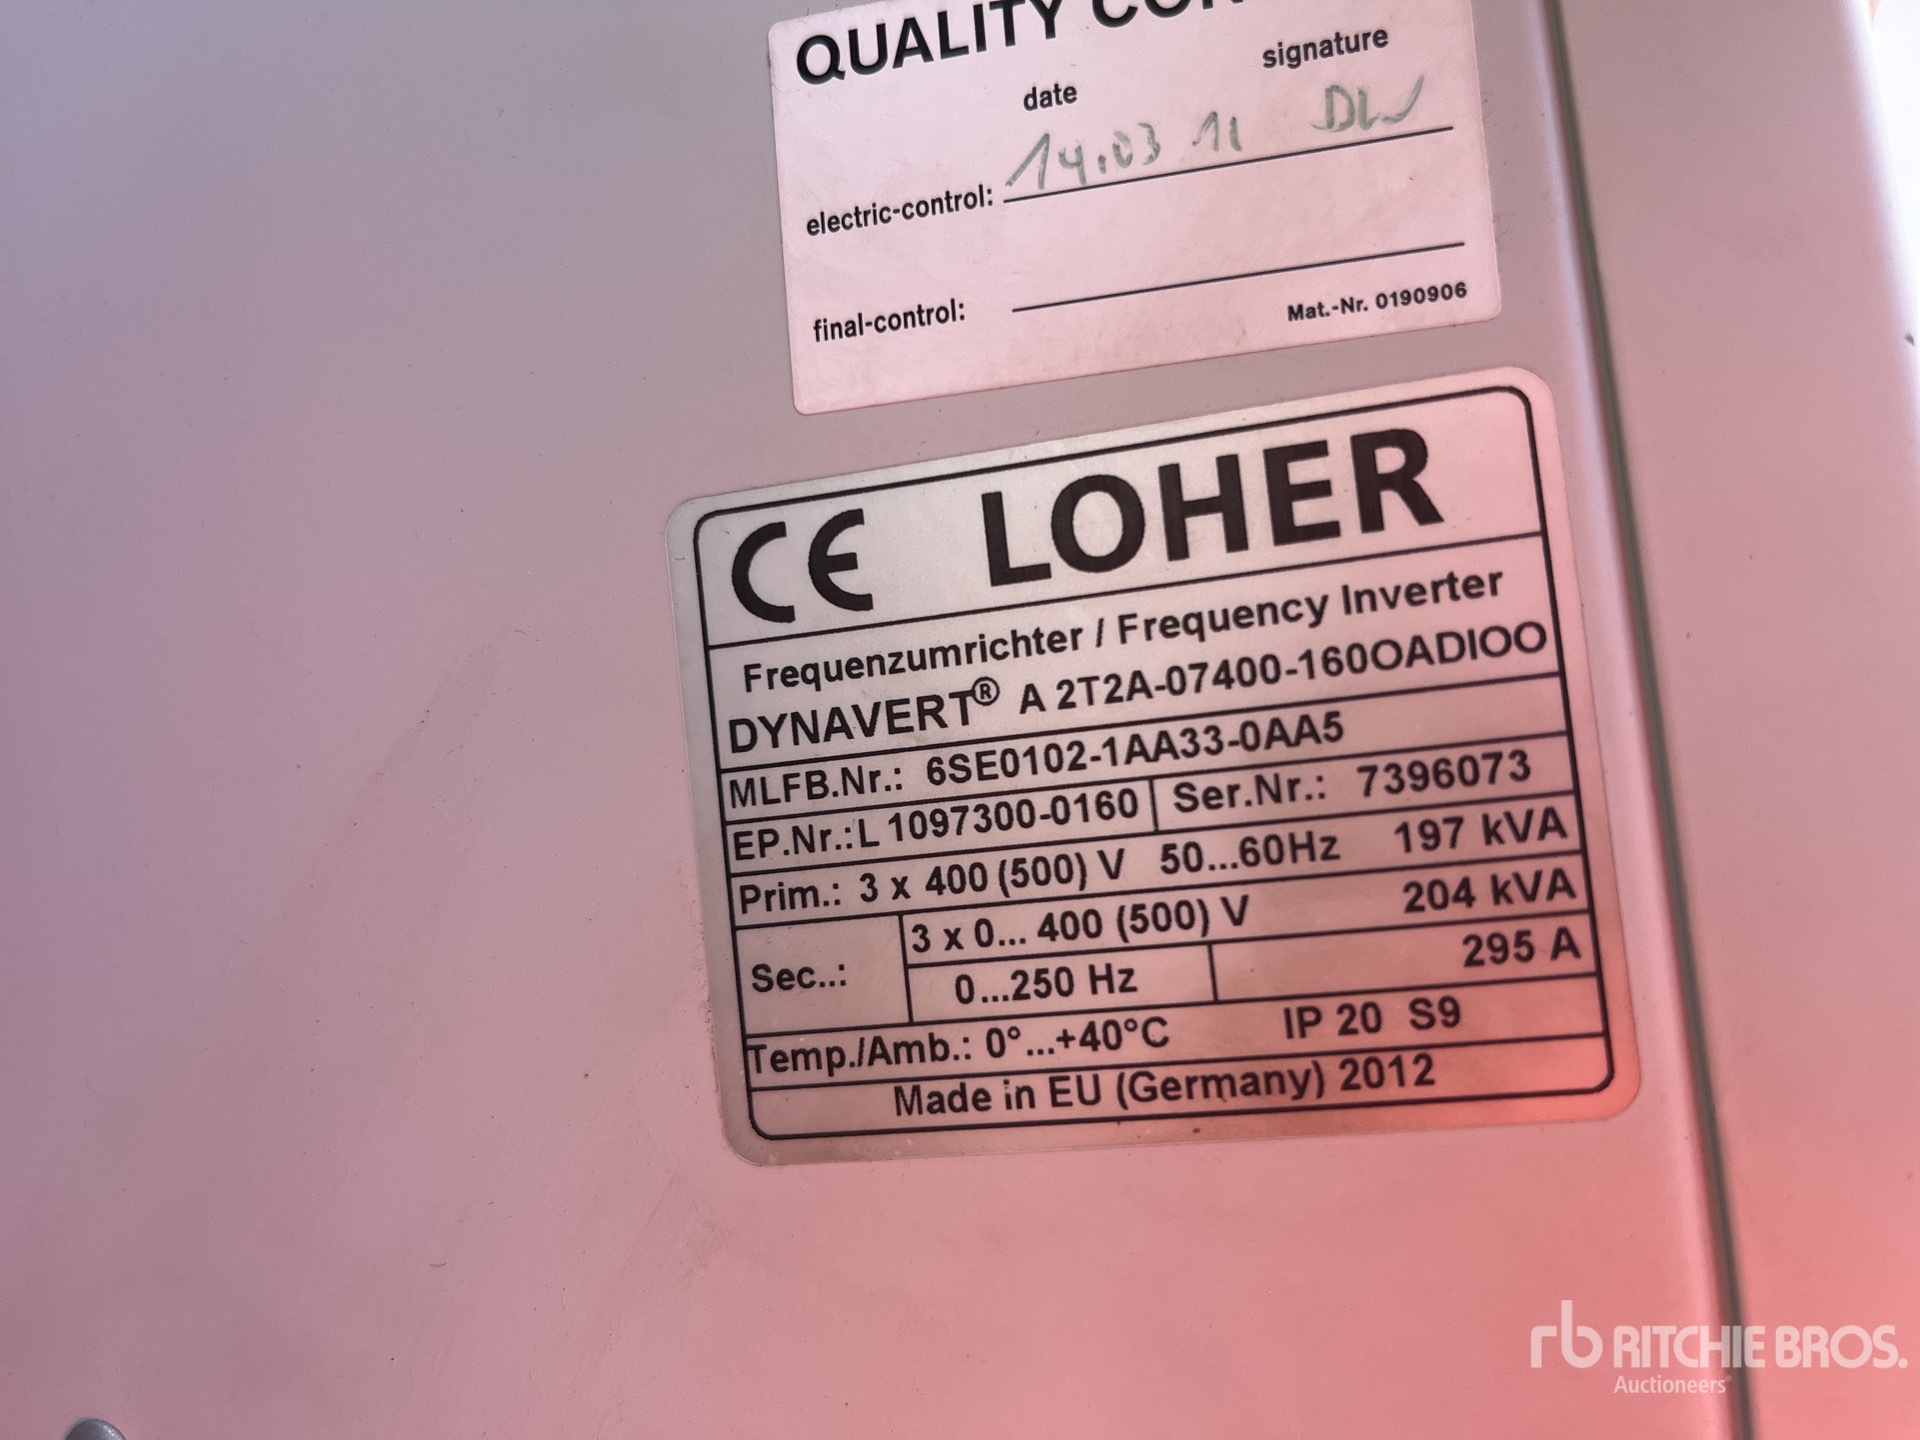 QUALITY CON
date signature
electric-control: 14.03 11 DW
final-control:
Mat.-Nr. 0190906
CE LOHER
Frequenzumrichter / Frequency Inverter
DYNAVERT® A 2T2A-07400-160OADIOO
MLFB.Nr.: 6SE0102-1AA33-0AA5
EP.Nr.:L 1097300-0160 Ser.Nr.: 7396073
Prim.: 3 x 400 (500) V 50...60Hz 197 kVA
Sec..: 3 x 0... 400 (500) V 204 kVA
0...250 Hz 295 A
Temp./Amb.: 0°...+40°C IP 20 S9
Made in EU (Germany) 2012
rb RITCHIE BROS.
Auctioneers